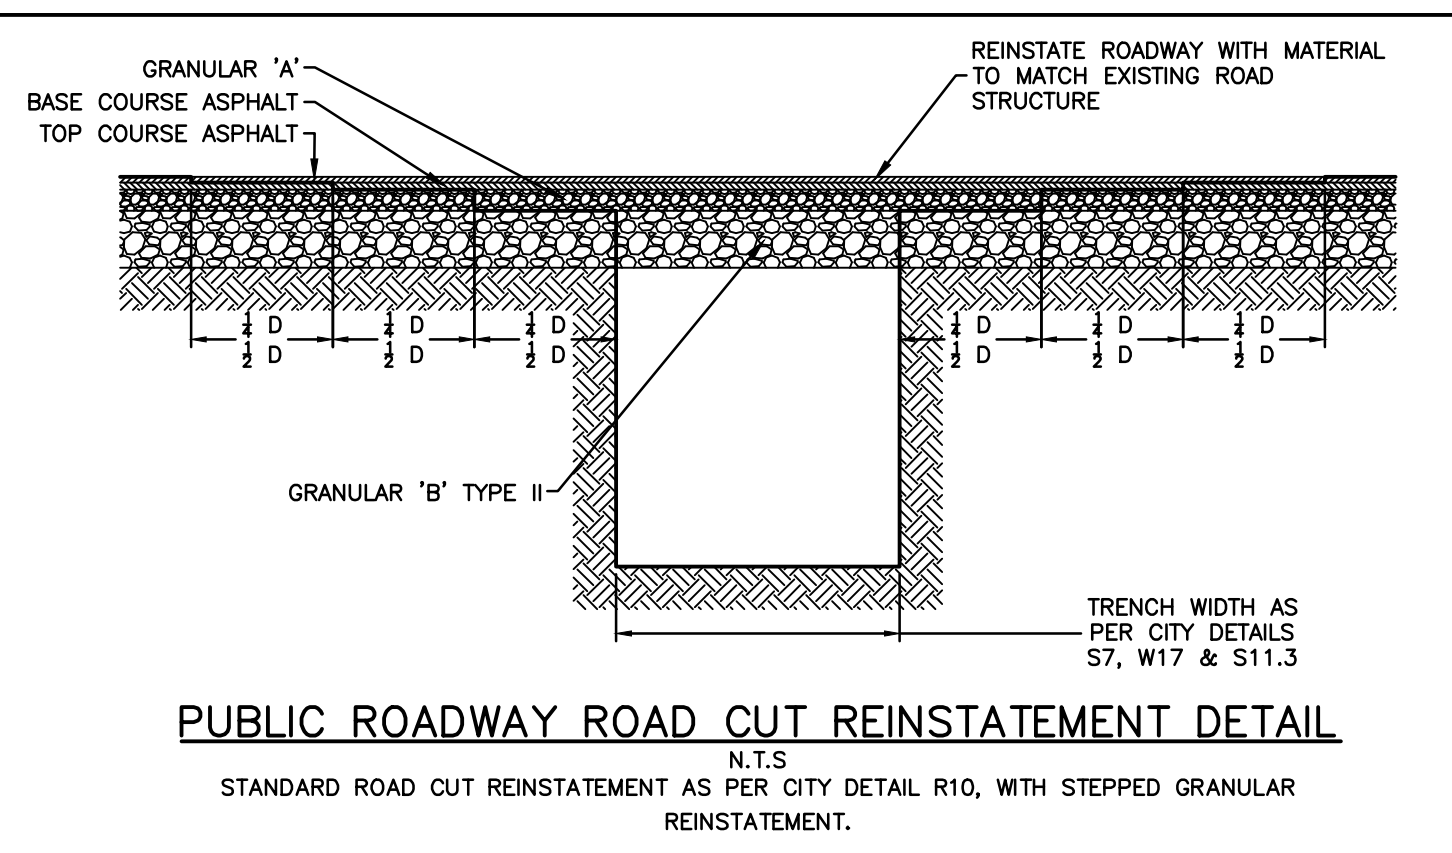 GRANULAR 'A'
BASE COURSE ASPHALT
TOP COURSE ASPHALT
REINSTATE ROADWAY WITH MATERIAL
TO MATCH EXISTING ROAD
STRUCTURE
1/4 D 1/4 D 1/4 D 1/4 D 1/4 D 1/4 D
1/2 D 1/2 D 1/2 D 1/2 D 1/2 D 1/2 D
GRANULAR 'B' TYPE II
TRENCH WIDTH AS
PER CITY DETAILS
S7, W17 & S11.3
PUBLIC ROADWAY ROAD CUT REINSTATEMENT DETAIL
N.T.S
STANDARD ROAD CUT REINSTATEMENT AS PER CITY DETAIL R10, WITH STEPPED GRANULAR
REINSTATEMENT.